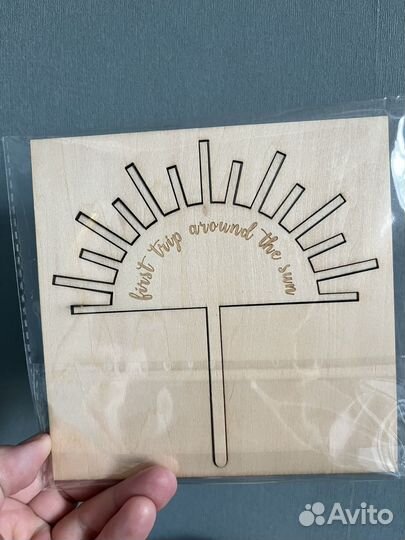 first trip around the sun
Avito